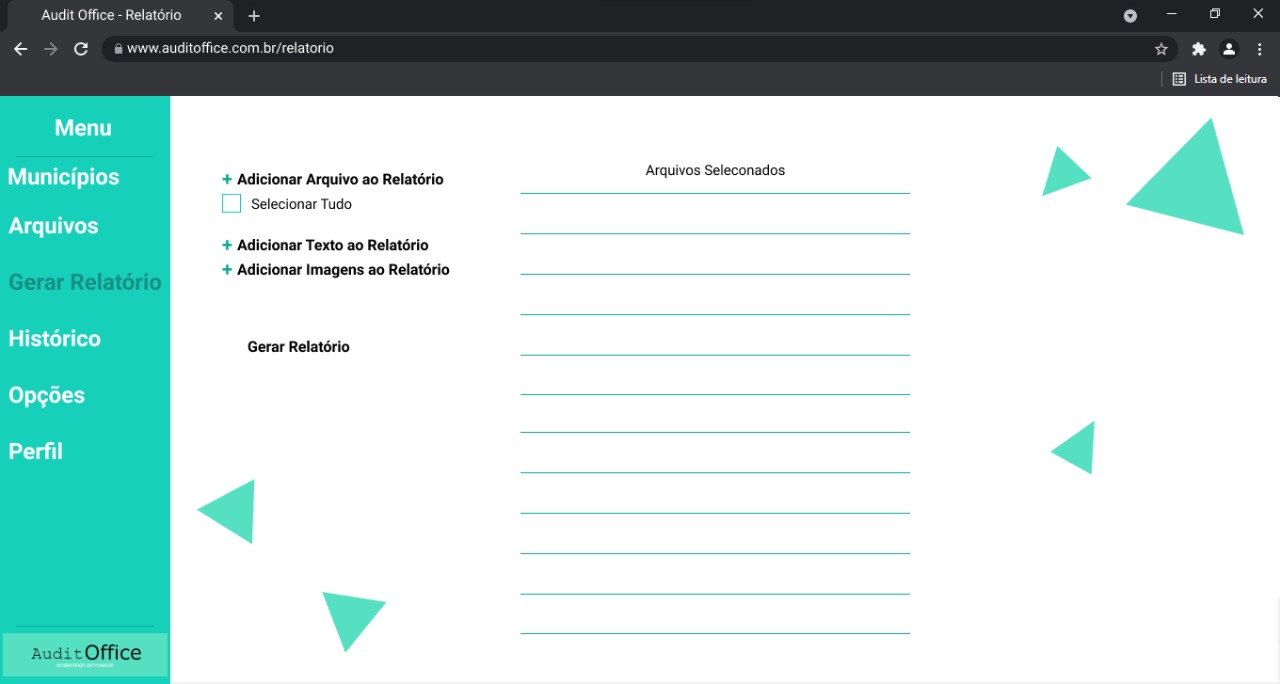 Audit Office - Relatório
www.auditoffice.com.br/relatorio
Lista de leitura
Menu
Municípios
Arquivos
Gerar Relatório
Histórico
Opções
Perfil
AuditOffice
acelerando processos
+ Adicionar Arquivo ao Relatório
Selecionar Tudo
+ Adicionar Texto ao Relatório
+ Adicionar Imagens ao Relatório
Gerar Relatório
Arquivos Seleconados